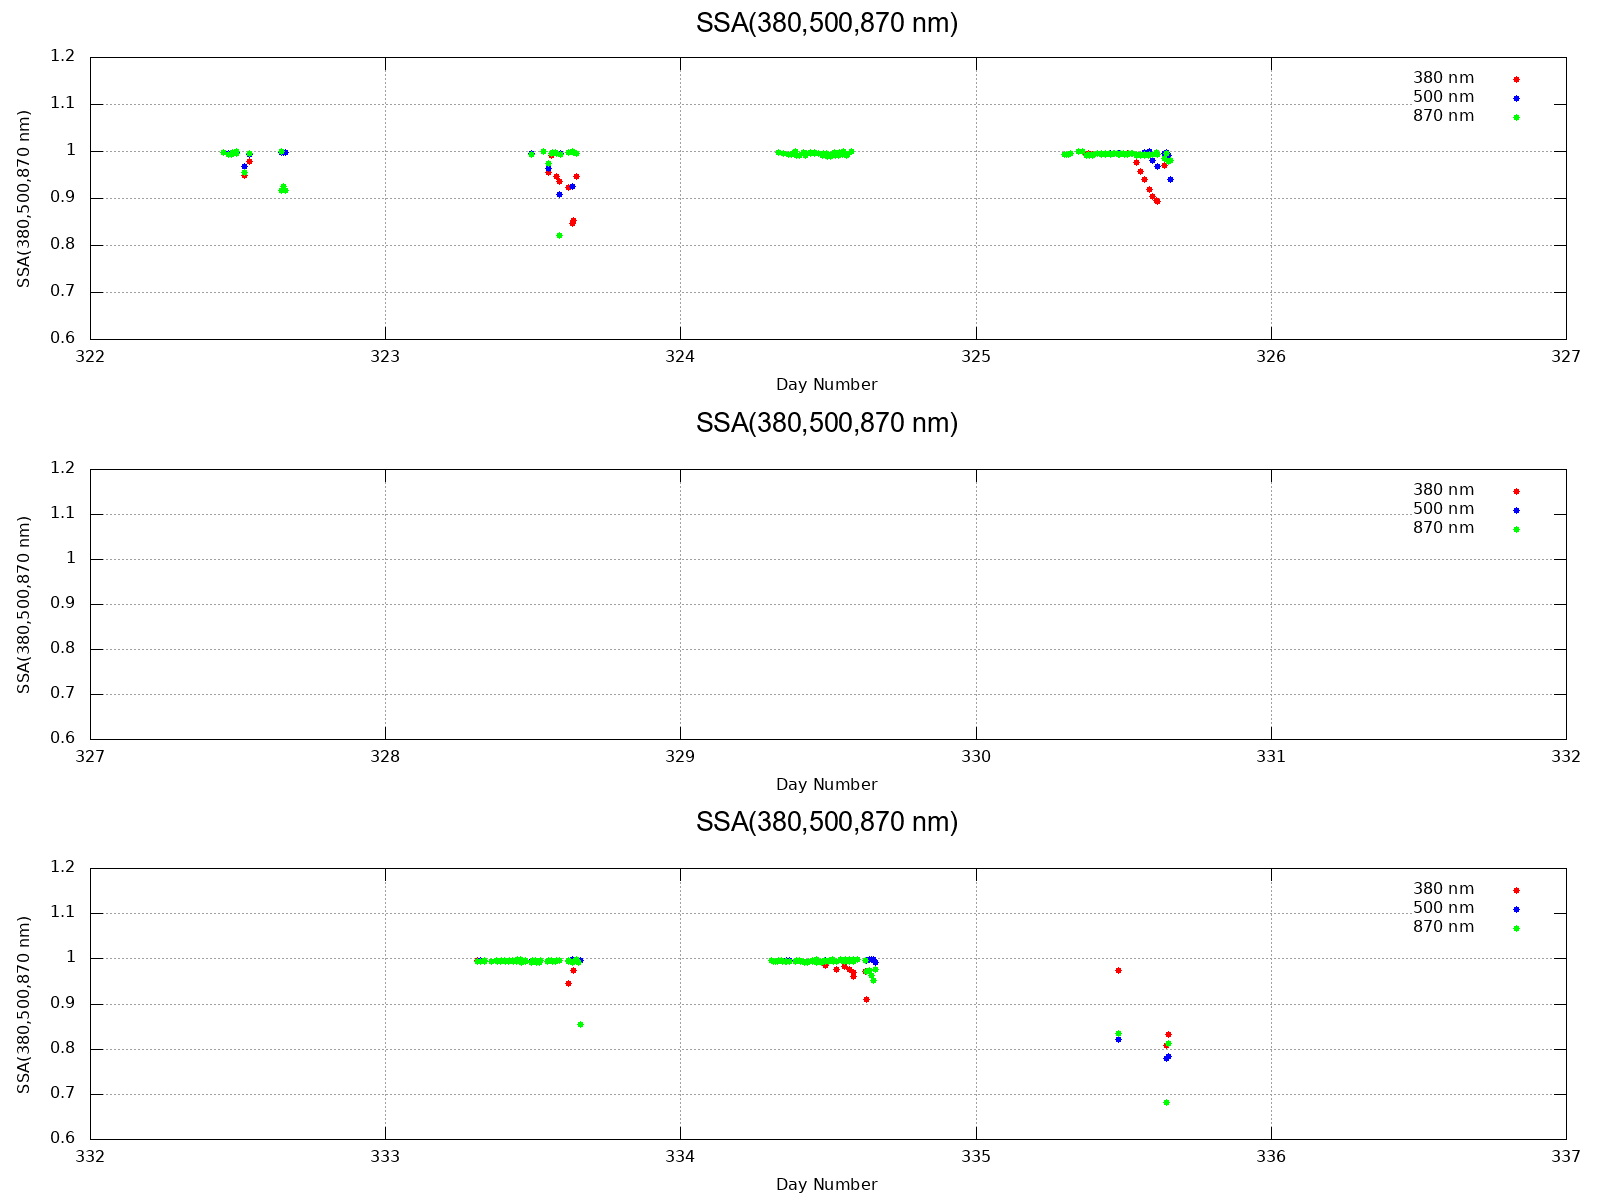 SSA(380,500,870 nm)
1.2
380 nm
500 nm
870 nm
1.1
1
0.9
0.8
0.7
0.6
SSA(380,500,870 nm)
322 323 324 325 326 327
Day Number
SSA(380,500,870 nm)
1.2
380 nm
500 nm
870 nm
1.1
1
0.9
0.8
0.7
0.6
SSA(380,500,870 nm)
327 328 329 330 331 332
Day Number
SSA(380,500,870 nm)
1.2
380 nm
500 nm
870 nm
1.1
1
0.9
0.8
0.7
0.6
SSA(380,500,870 nm)
332 333 334 335 336 337
Day Number